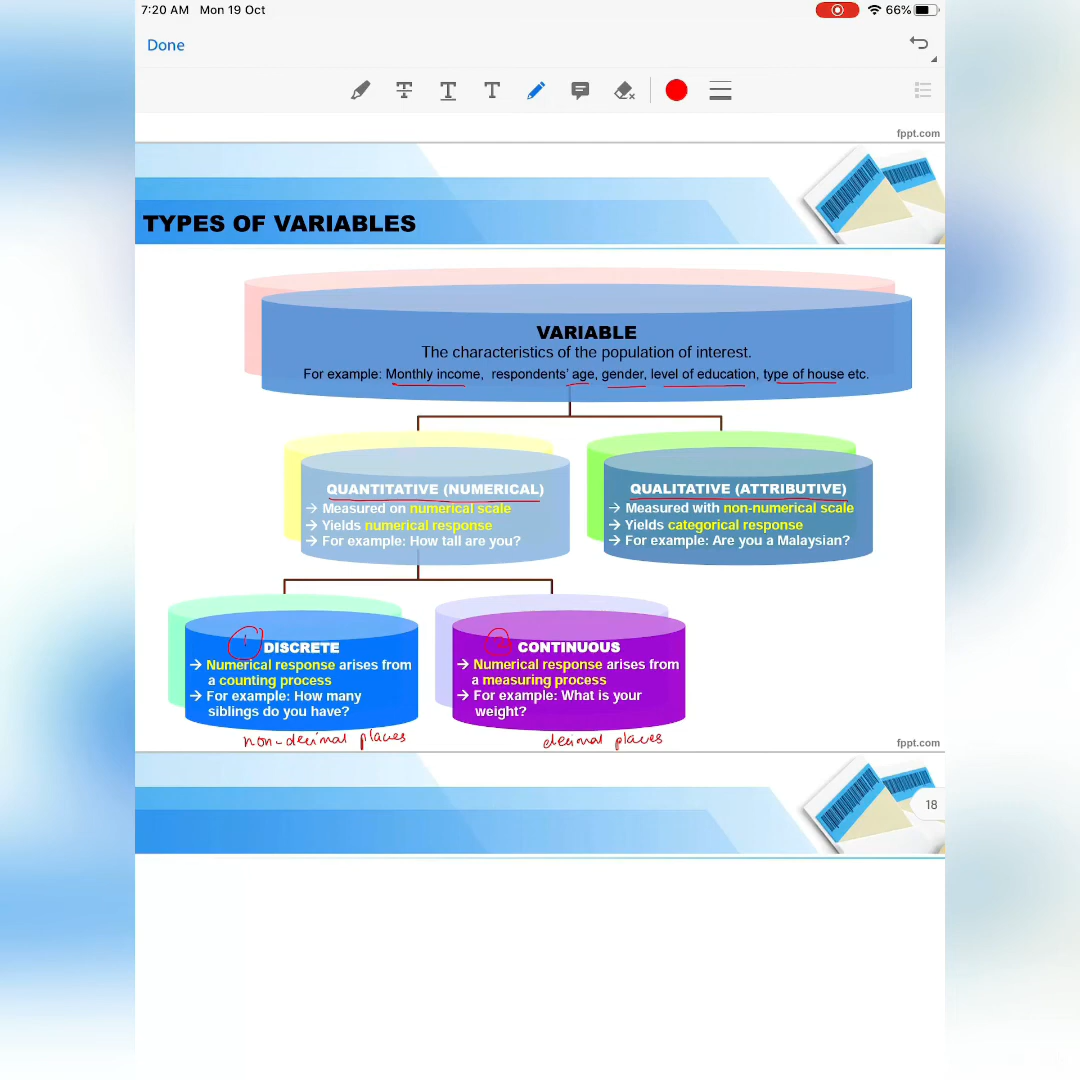 7:20 AM Mon 19 Oct
66%
Done
T T T
fppt.com
TYPES OF VARIABLES
VARIABLE
The characteristics of the population of interest.
For example: Monthly income, respondents' age, gender, level of education, type of house etc.
QUANTITATIVE (NUMERICAL)
→ Measured on numerical scale
→ Yields numerical response
→ For example: How tall are you?
QUALITATIVE (ATTRIBUTIVE)
→ Measured with non-numerical scale
→ Yields categorical response
→ For example: Are you a Malaysian?
1
DISCRETE
→ Numerical response arises from
a counting process
→ For example: How many
siblings do you have?
non-decimal places
CONTINUOUS
→ Numerical response arises from
a measuring process
→ For example: What is your
weight?
decimal places
fppt.com
18